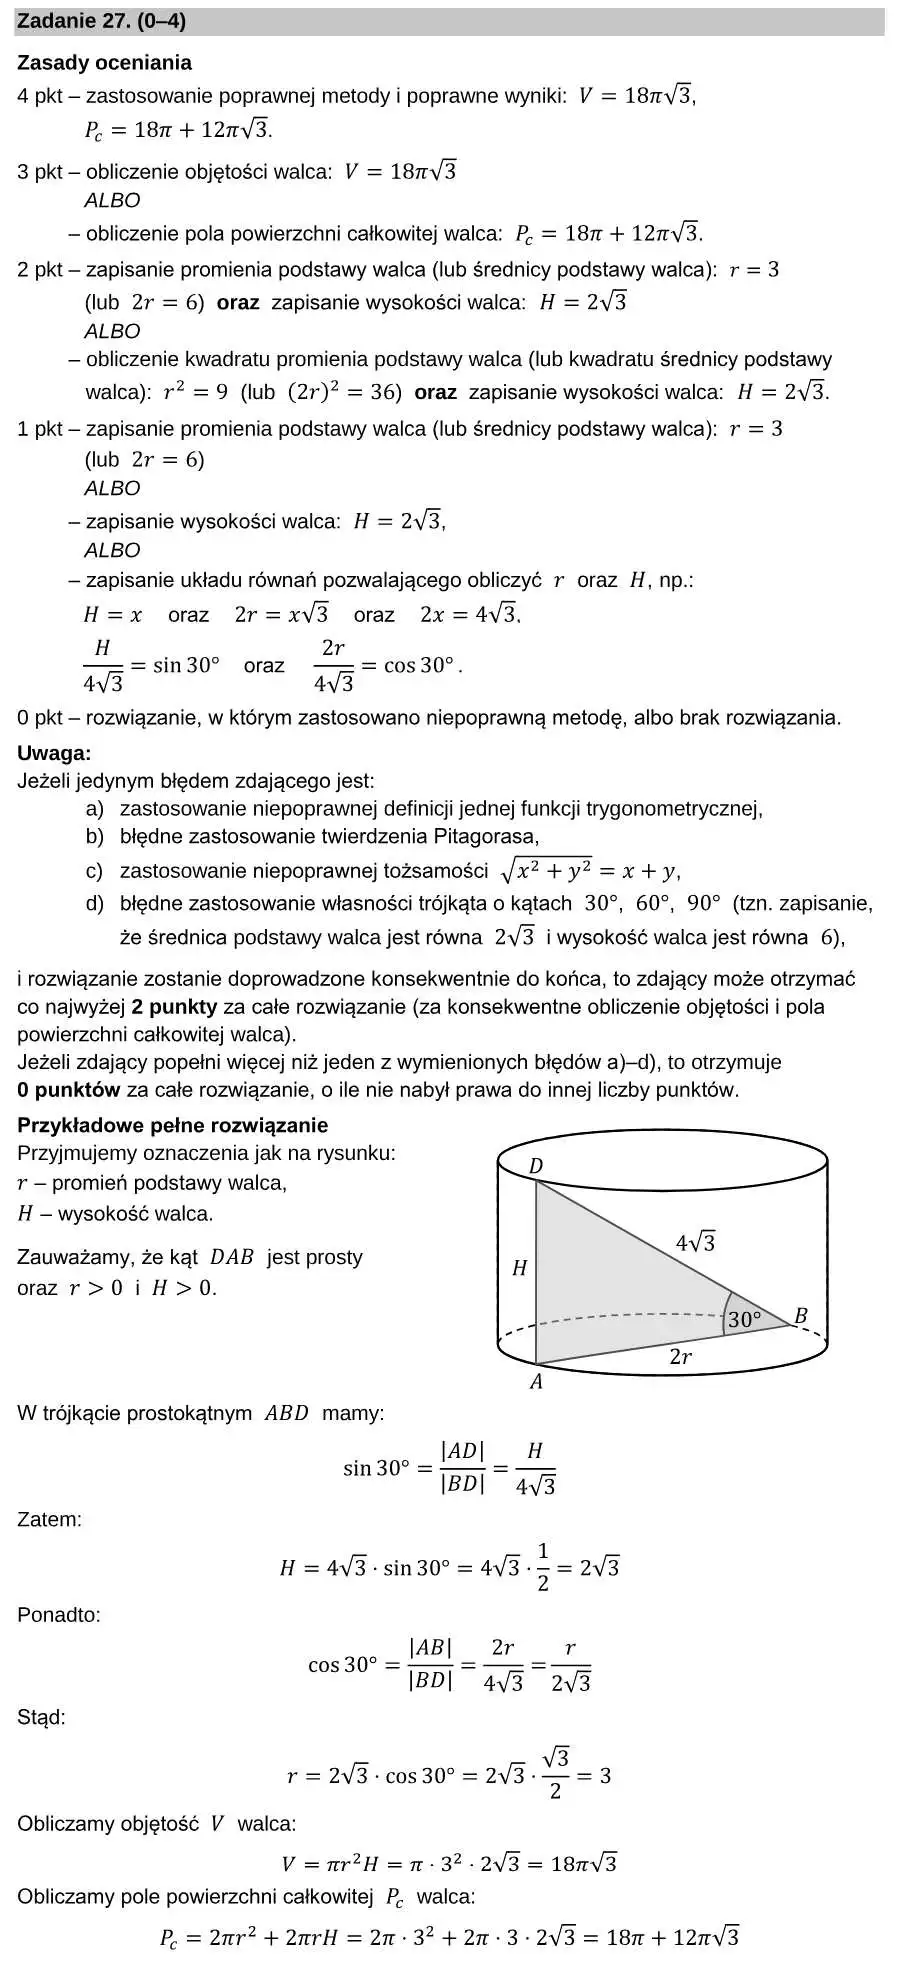 Zadanie 27. (0–4)
Zasady oceniania
4 pkt – zastosowanie poprawnej metody i poprawne wyniki: V = 18π√3,
P_c = 18π + 12π√3.
3 pkt – obliczenie objętości walca: V = 18π√3
ALBO
– obliczenie pola powierzchni całkowitej walca: P_c = 18π + 12π√3.
2 pkt – zapisanie promienia podstawy walca (lub średnicy podstawy walca): r = 3
(lub 2r = 6) oraz zapisanie wysokości walca: H = 2√3
ALBO
– obliczenie kwadratu promienia podstawy walca (lub kwadratu średnicy podstawy
walca): r² = 9 (lub (2r)² = 36) oraz zapisanie wysokości walca: H = 2√3.
1 pkt – zapisanie promienia podstawy walca (lub średnicy podstawy walca): r = 3
(lub 2r = 6)
ALBO
– zapisanie wysokości walca: H = 2√3,
ALBO
– zapisanie układu równań pozwalającego obliczyć r oraz H, np.:
H = x oraz 2r = x√3 oraz 2x = 4√3,
H/4√3 = sin 30° oraz 2r/4√3 = cos 30°.
0 pkt – rozwiązanie, w którym zastosowano niepoprawną metodę, albo brak rozwiązania.
Uwaga:
Jeżeli jedynym błędem zdającego jest:
a) zastosowanie niepoprawnej definicji jednej funkcji trygonometrycznej,
b) błędne zastosowanie twierdzenia Pitagorasa,
c) zastosowanie niepoprawnej tożsamości √(x² + y²) = x + y,
d) błędne zastosowanie własności trójkąta o kątach 30°, 60°, 90° (tzn. zapisanie,
że średnica podstawy walca jest równa 2√3 i wysokość walca jest równa 6),
i rozwiązanie zostanie doprowadzone konsekwentnie do końca, to zdający może otrzymać
co najwyżej 2 punkty za całe rozwiązanie (za konsekwentne obliczenie objętości i pola
powierzchni całkowitej walca).
Jeżeli zdający popełni więcej niż jeden z wymienionych błędów a)–d), to otrzymuje
0 punktów za całe rozwiązanie, o ile nie nabył prawa do innej liczby punktów.
Przykładowe pełne rozwiązanie
Przyjmujemy oznaczenia jak na rysunku:
r – promień podstawy walca,
H – wysokość walca.
Zauważamy, że kąt DAB jest prosty
oraz r > 0 i H > 0.
D
4√3
H
30°
B
2r
A
W trójkącie prostokątnym ABD mamy:
sin 30° = |AD|/|BD| = H/4√3
Zatem:
H = 4√3 · sin 30° = 4√3 · 1/2 = 2√3
Ponadto:
cos 30° = |AB|/|BD| = 2r/4√3 = r/2√3
Stąd:
r = 2√3 · cos 30° = 2√3 · √3/2 = 3
Obliczamy objętość V walca:
V = πr²H = π · 3² · 2√3 = 18π√3
Obliczamy pole powierzchni całkowitej P_c walca:
P_c = 2πr² + 2πrH = 2π · 3² + 2π · 3 · 2√3 = 18π + 12π√3